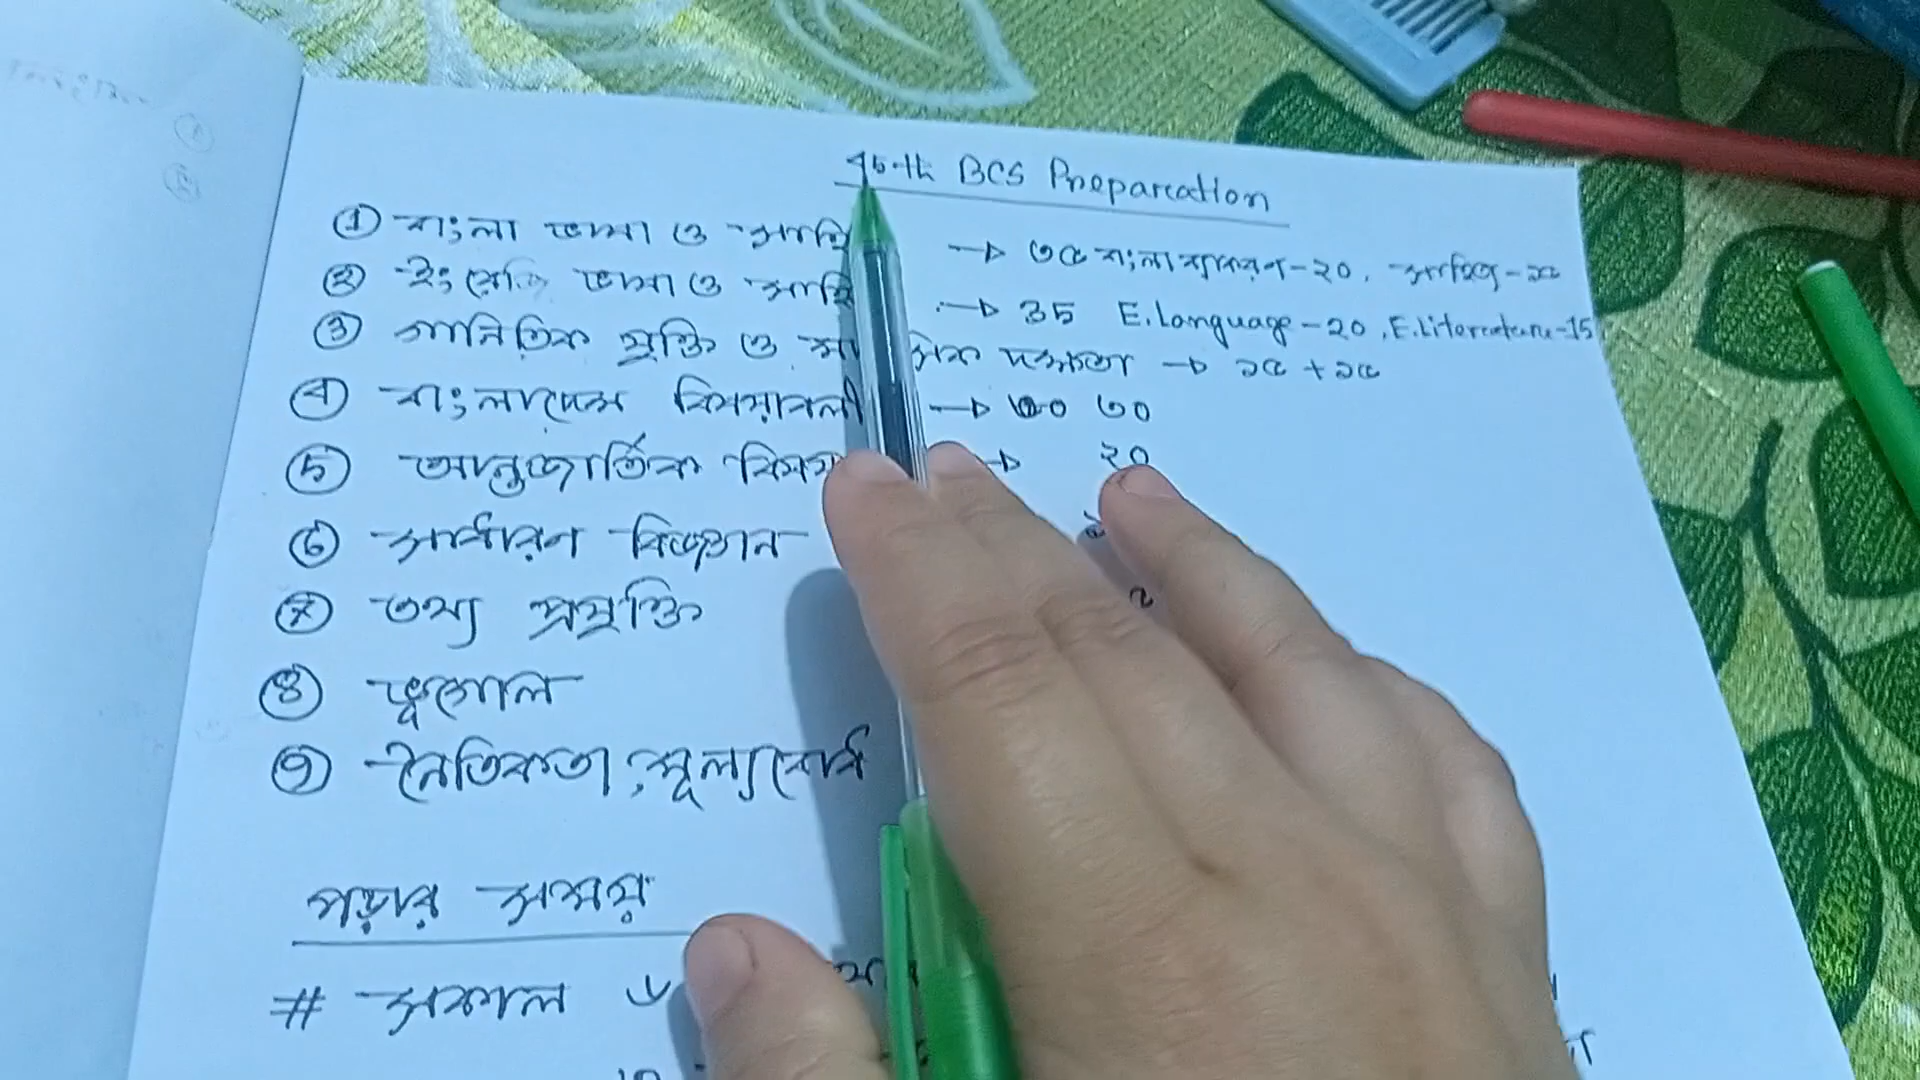 45th BCS Preparation
① বাংলা ভাষা ও সাহি → ৩৫ বাংলা ব্যাকরণ-২০, সাহিত্য-১৫
② ইংরেজি ভাষা ও সাহি → 35 E.Language-20, E.Literature-15
③ গানিতিক যুক্তি ও মা সিক দক্ষতা → ১৫ + ১৫
④ বাংলাদেশ বিষয়াবলী → ৩০
⑤ আন্তর্জাতিক বিষয় → ২০
⑥ সাধারণ বিজ্ঞান
⑦ তথ্য প্রযুক্তি
⑧ ভূগোল
⑨ নৈতিকতা, মূল্যবোধ
পড়ার সময়
# সকাল ৬